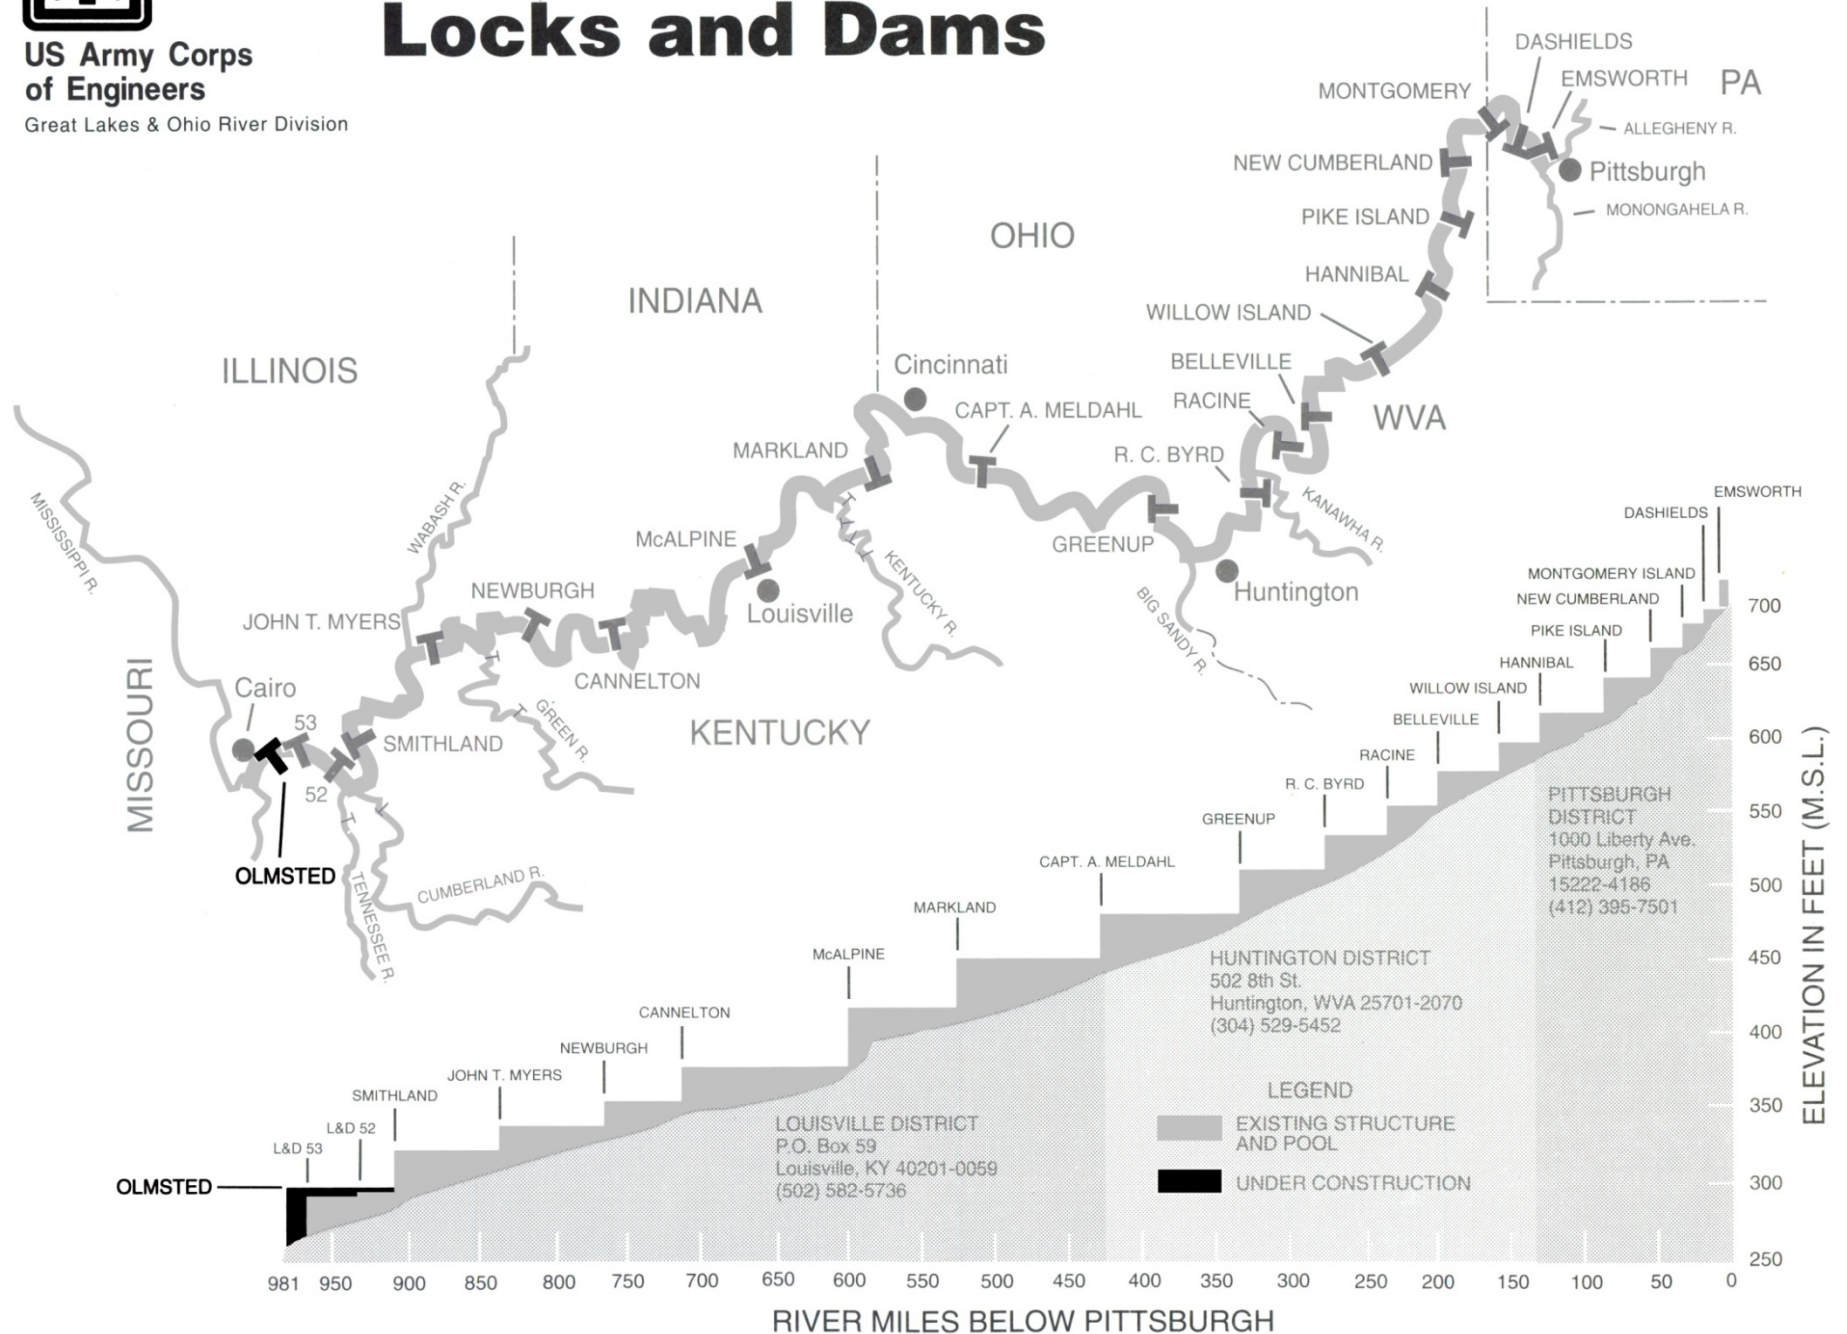 Locks and Dams
US Army Corps
of Engineers
Great Lakes & Ohio River Division
DASHIELDS
MONTGOMERY
EMSWORTH
PA
ALLEGHENY R.
NEW CUMBERLAND
Pittsburgh
PIKE ISLAND
MONONGAHELA R.
OHIO
HANNIBAL
INDIANA
WILLOW ISLAND
ILLINOIS
Cincinnati
BELLEVILLE
RACINE
CAPT. A. MELDAHL
WVA
MARKLAND
R. C. BYRD
MISSISSIPPI R.
WABASH R.
KANAWHA R.
McALPINE
GREENUP
KENTUCKY R.
NEWBURGH
Huntington
Louisville
BIG SANDY R.
JOHN T. MYERS
CANNELTON
MISSOURI
Cairo
53
GREEN R.
KENTUCKY
SMITHLAND
52
OLMSTED
CUMBERLAND R.
TENNESSEE R.
EMSWORTH
DASHIELDS
MONTGOMERY ISLAND
NEW CUMBERLAND
PIKE ISLAND
HANNIBAL
WILLOW ISLAND
BELLEVILLE
RACINE
R. C. BYRD
GREENUP
CAPT. A. MELDAHL
MARKLAND
McALPINE
CANNELTON
NEWBURGH
JOHN T. MYERS
SMITHLAND
L&D 52
L&D 53
OLMSTED
PITTSBURGH
DISTRICT
1000 Liberty Ave.
Pittsburgh, PA
15222-4186
(412) 395-7501
HUNTINGTON DISTRICT
502 8th St.
Huntington, WVA 25701-2070
(304) 529-5452
LOUISVILLE DISTRICT
P.O. Box 59
Louisville, KY 40201-0059
(502) 582-5736
LEGEND
EXISTING STRUCTURE
AND POOL
UNDER CONSTRUCTION
700
650
600
550
500
450
400
350
300
250
ELEVATION IN FEET (M.S.L.)
981 950 900 850 800 750 700 650 600 550 500 450 400 350 300 250 200 150 100 50 0
RIVER MILES BELOW PITTSBURGH